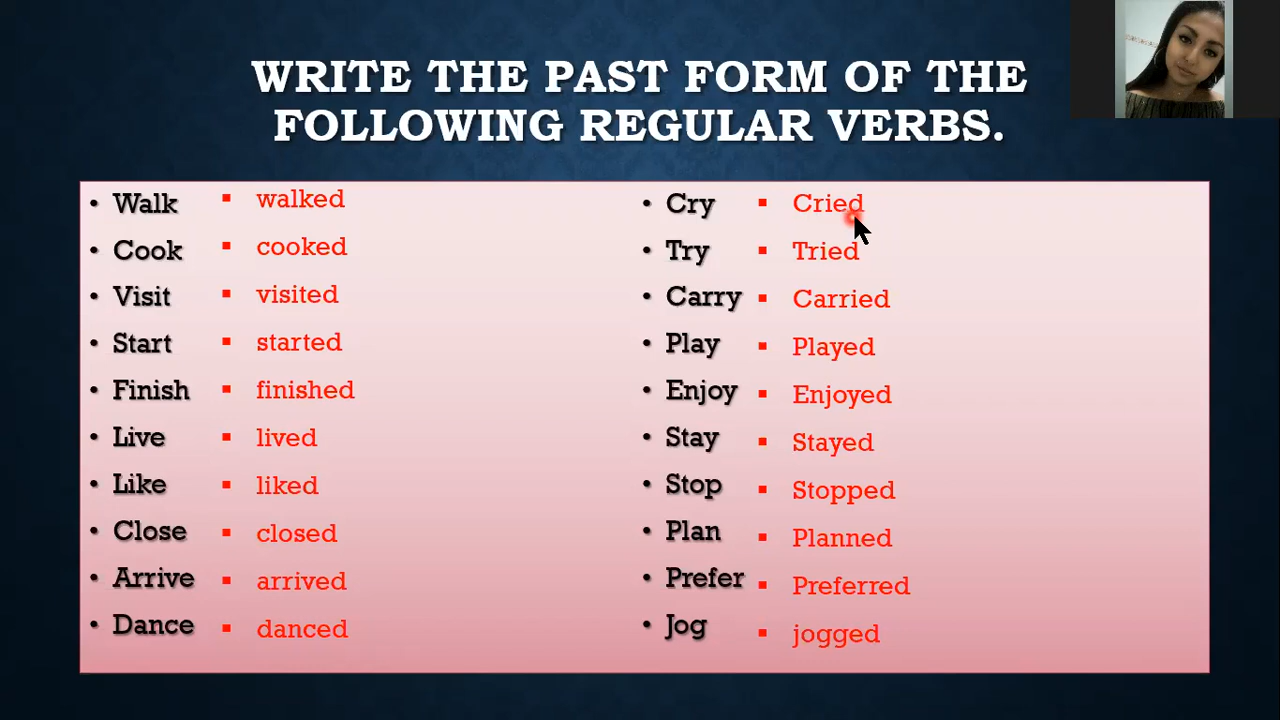 WRITE THE PAST FORM OF THE
FOLLOWING REGULAR VERBS.
• Walk ▪ walked
• Cook ▪ cooked
• Visit ▪ visited
• Start ▪ started
• Finish ▪ finished
• Live ▪ lived
• Like ▪ liked
• Close ▪ closed
• Arrive ▪ arrived
• Dance ▪ danced
• Cry ▪ Cried
• Try ▪ Tried
• Carry ▪ Carried
• Play ▪ Played
• Enjoy ▪ Enjoyed
• Stay ▪ Stayed
• Stop ▪ Stopped
• Plan ▪ Planned
• Prefer ▪ Preferred
• Jog ▪ jogged